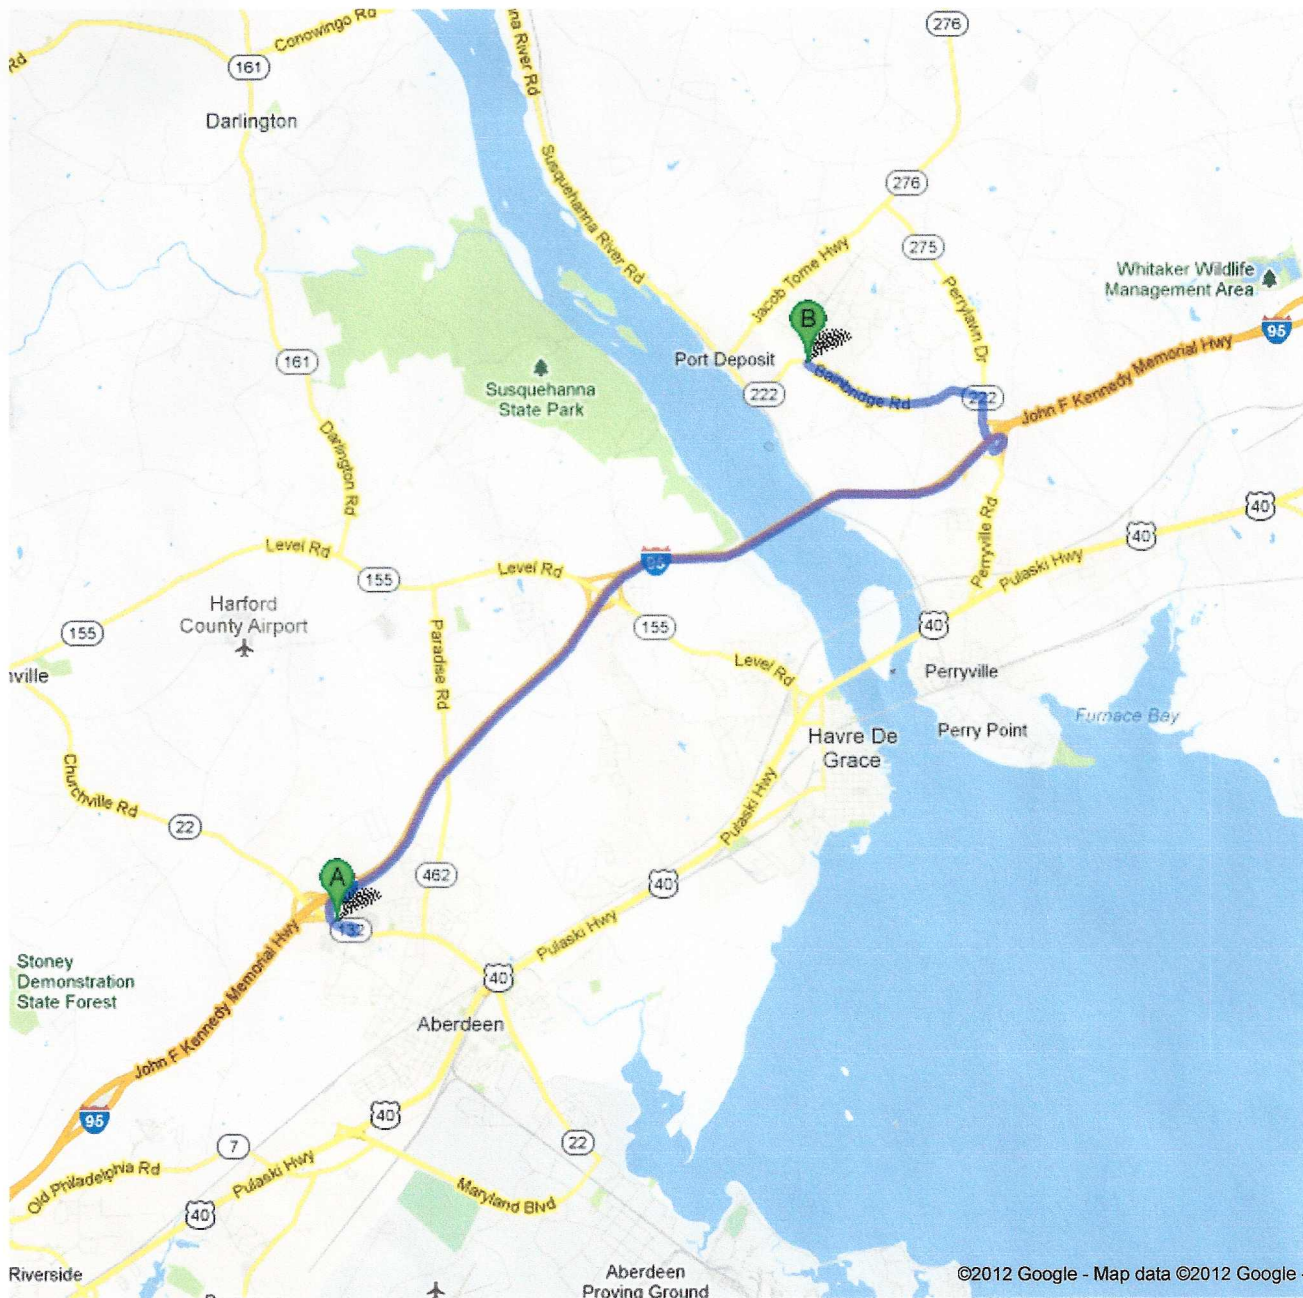 276
Conowingo Rd
na River Rd
Rd
161
Darlington
Susquehanna River Rd
276
275
Jacob Tome Hwy
Whitaker Wildlife
Management Area
Perrylawn Dr
B
95
161
Port Deposit
John F Kennedy Memorial Hwy
Susquehanna
State Park
222
Bainbridge Rd
222
Darlington Rd
40
40
Perryville Rd
Pulaski Hwy
Level Rd
95
155
Level Rd
Harford
County Airport
155
155
40
Paradise Rd
Level Rd
nville
Perryville
Furnace Bay
Havre De
Grace
Perry Point
Churchville Rd
Pulaski Hwy
22
A
462
40
132
Pulaski Hwy
John F Kennedy Memorial Hwy
Stoney
Demonstration
State Forest
40
Aberdeen
95
40
7
22
Old Philadelphia Rd
Pulaski Hwy
Maryland Blvd
40
Riverside
Aberdeen
Proving Ground
©2012 Google - Map data ©2012 Google -